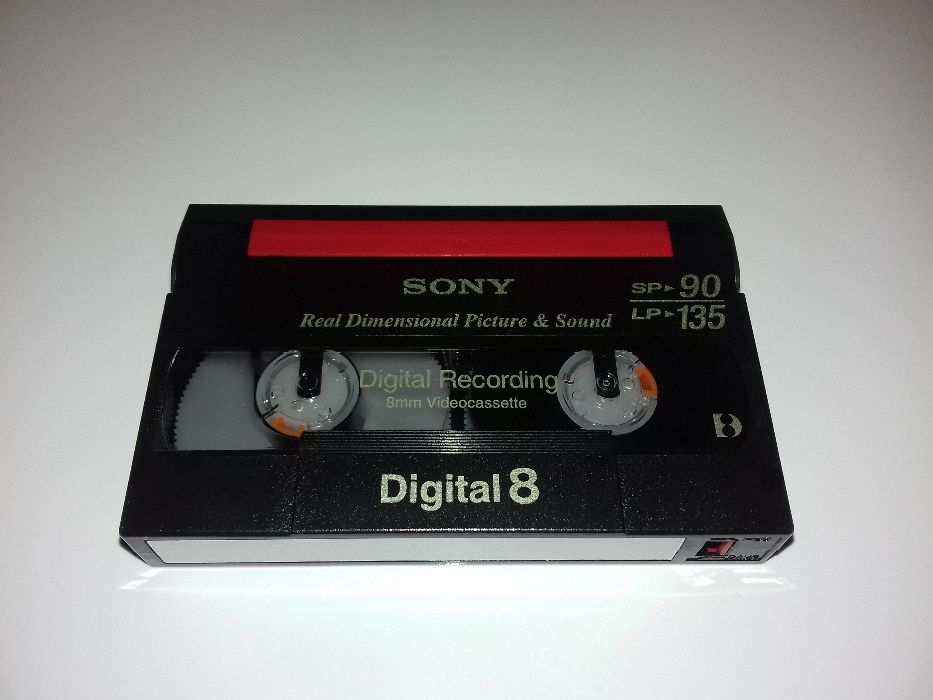 SONY
SP▸90
LP▸135
Real Dimensional Picture & Sound
Digital Recording
8mm Videocassette
Digital 8